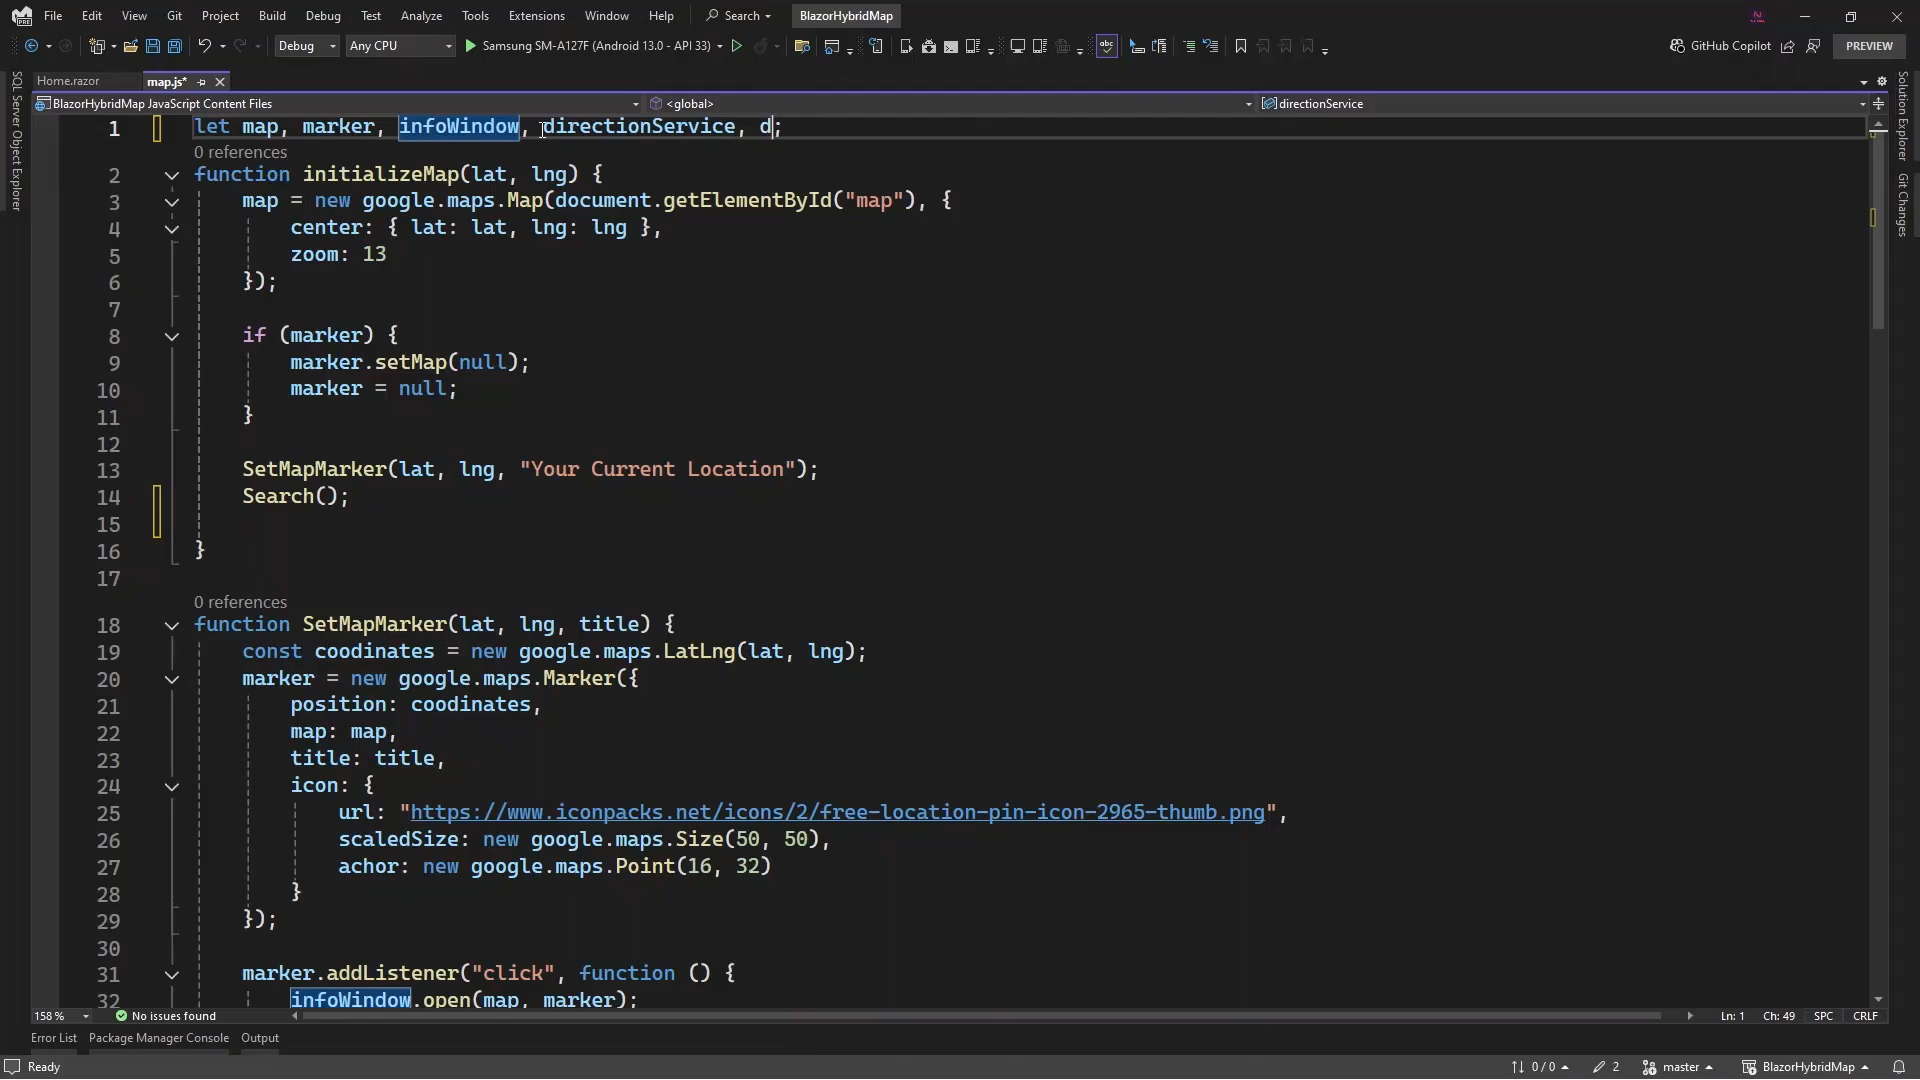 File Edit View Git Project Build Debug Test Analyze Tools Extensions Window Help Search BlazorHybridMap
Debug Any CPU Samsung SM-A127F (Android 13.0 - API 33) GitHub Copilot PREVIEW
Home.razor map.js*
BlazorHybridMap JavaScript Content Files <global> directionService
SQL Server Object Explorer
Solution Explorer
Git Changes
1 let map, marker, infoWindow, directionService, d;
0 references
2 function initializeMap(lat, lng) {
3 map = new google.maps.Map(document.getElementById("map"), {
4 center: { lat: lat, lng: lng },
5 zoom: 13
6 });
7
8 if (marker) {
9 marker.setMap(null);
10 marker = null;
11 }
12
13 SetMapMarker(lat, lng, "Your Current Location");
14 Search();
15
16 }
17
0 references
18 function SetMapMarker(lat, lng, title) {
19 const coodinates = new google.maps.LatLng(lat, lng);
20 marker = new google.maps.Marker({
21 position: coodinates,
22 map: map,
23 title: title,
24 icon: {
25 url: "https://www.iconpacks.net/icons/2/free-location-pin-icon-2965-thumb.png",
26 scaledSize: new google.maps.Size(50, 50),
27 achor: new google.maps.Point(16, 32)
28 }
29 });
30
31 marker.addListener("click", function () {
32 infoWindow.open(map, marker);
158 % No issues found Ln: 1 Ch: 49 SPC CRLF
Error List Package Manager Console Output
Ready 0 / 0 2 master BlazorHybridMap